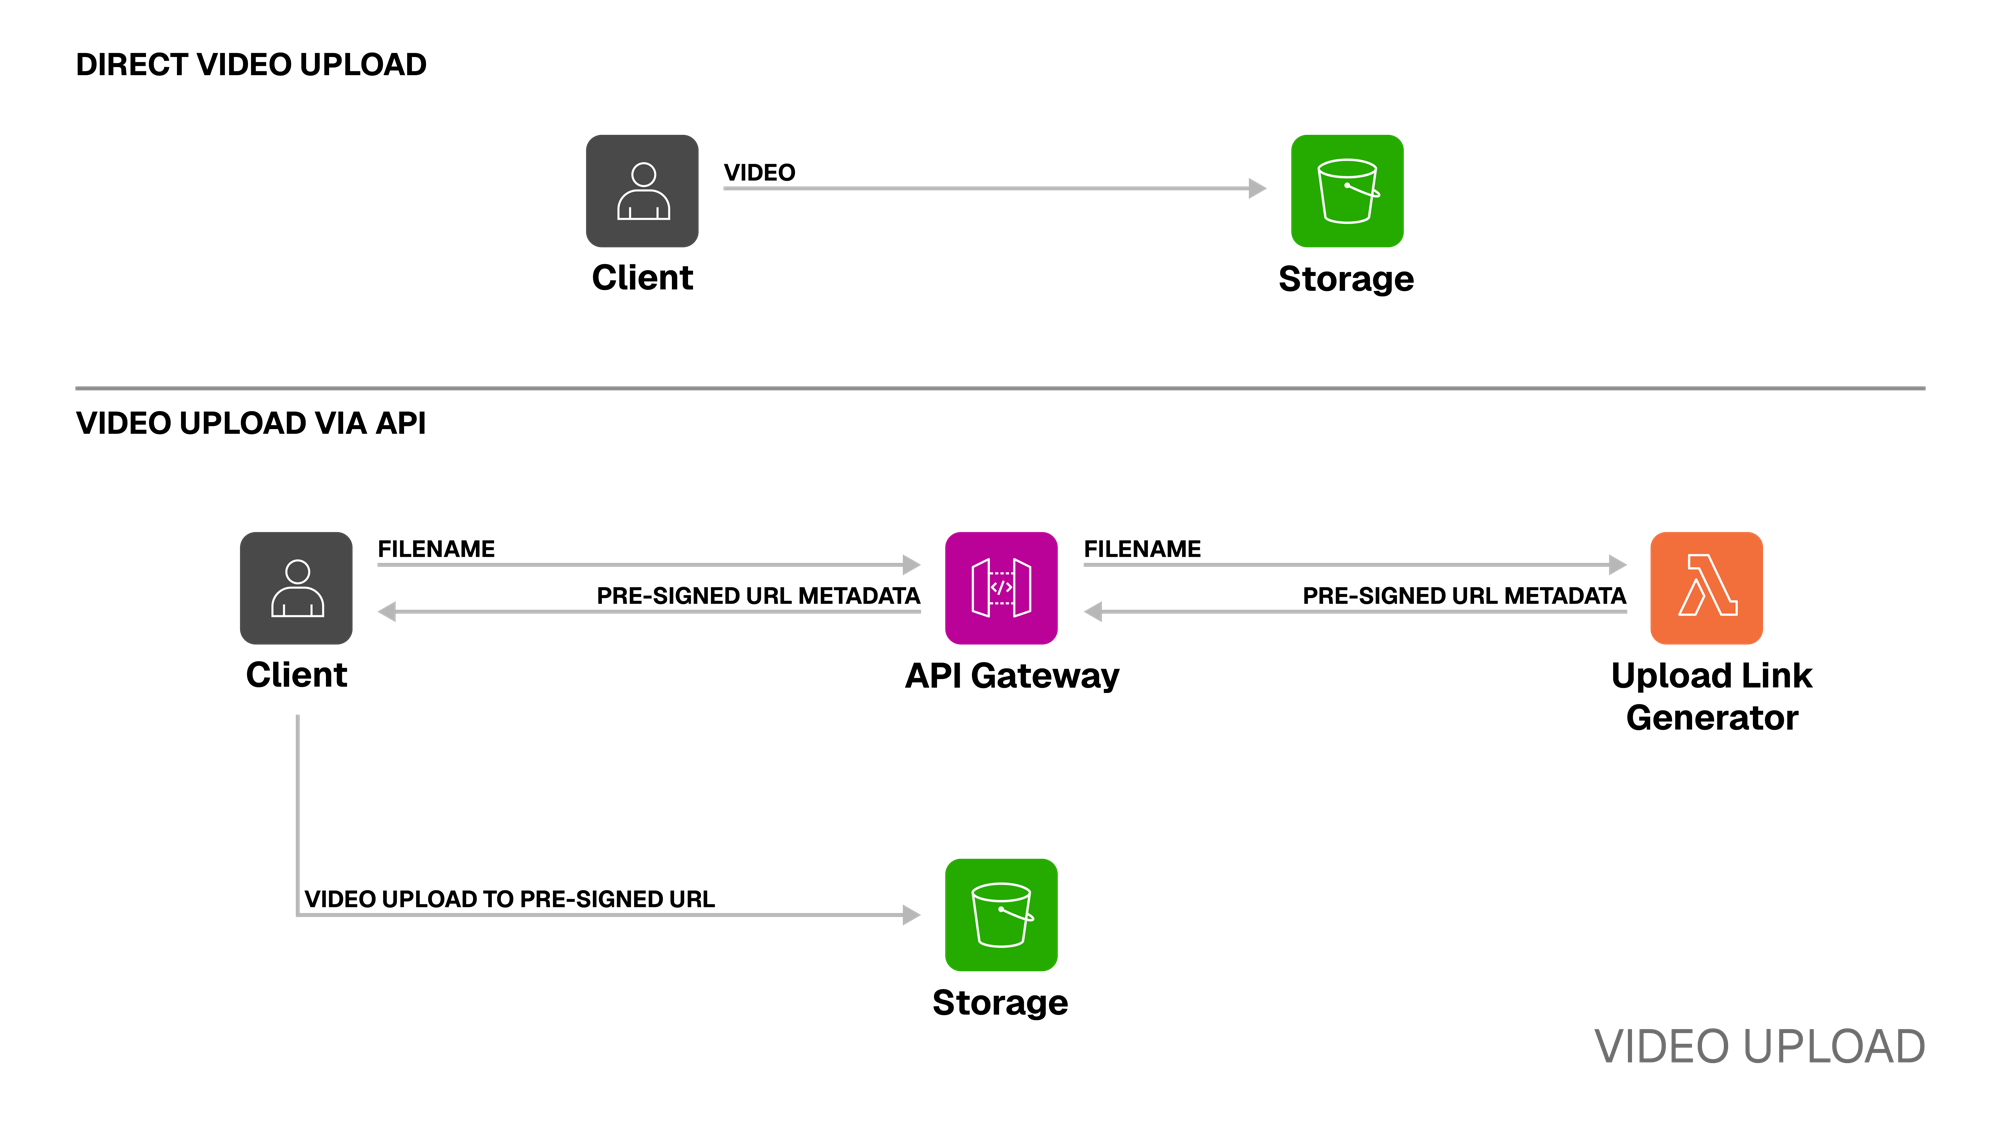 DIRECT VIDEO UPLOAD
VIDEO
Client
Storage
VIDEO UPLOAD VIA API
FILENAME
PRE-SIGNED URL METADATA
FILENAME
PRE-SIGNED URL METADATA
Client
API Gateway
Upload Link
Generator
VIDEO UPLOAD TO PRE-SIGNED URL
Storage
VIDEO UPLOAD